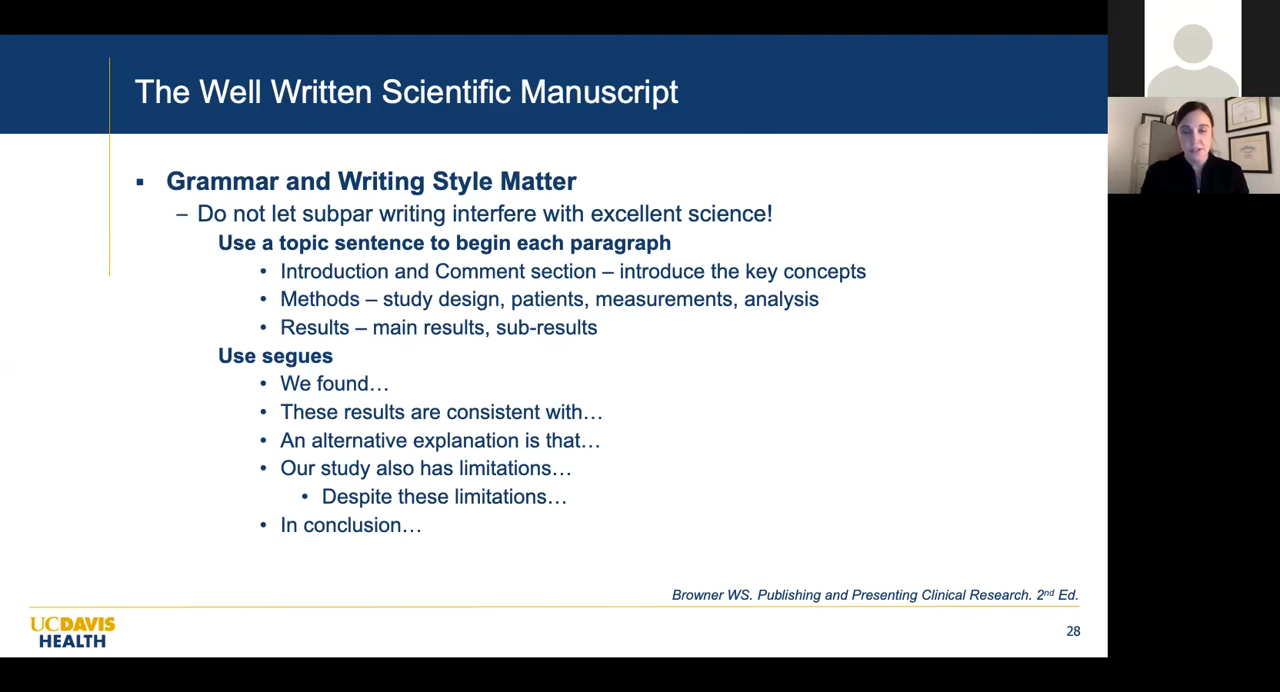 The Well Written Scientific Manuscript
▪ Grammar and Writing Style Matter
– Do not let subpar writing interfere with excellent science!
Use a topic sentence to begin each paragraph
• Introduction and Comment section – introduce the key concepts
• Methods – study design, patients, measurements, analysis
• Results – main results, sub-results
Use segues
• We found…
• These results are consistent with…
• An alternative explanation is that…
• Our study also has limitations…
• Despite these limitations…
• In conclusion…
Browner WS. Publishing and Presenting Clinical Research. 2nd Ed.
UCDAVIS
HEALTH
28